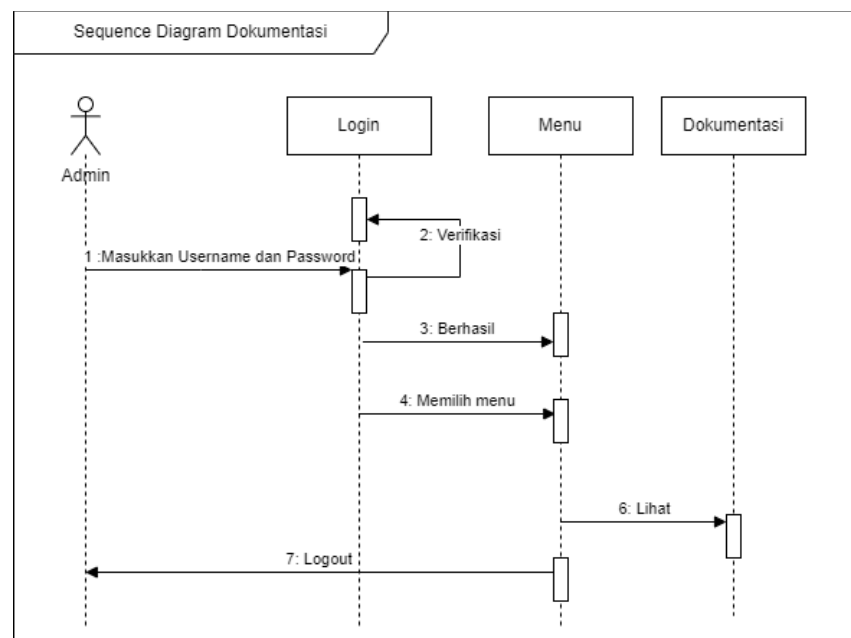 Sequence Diagram Dokumentasi
Login
Menu
Dokumentasi
Admin
2: Verifikasi
1 :Masukkan Username dan Password
3: Berhasil
4: Memilih menu
6: Lihat
7: Logout